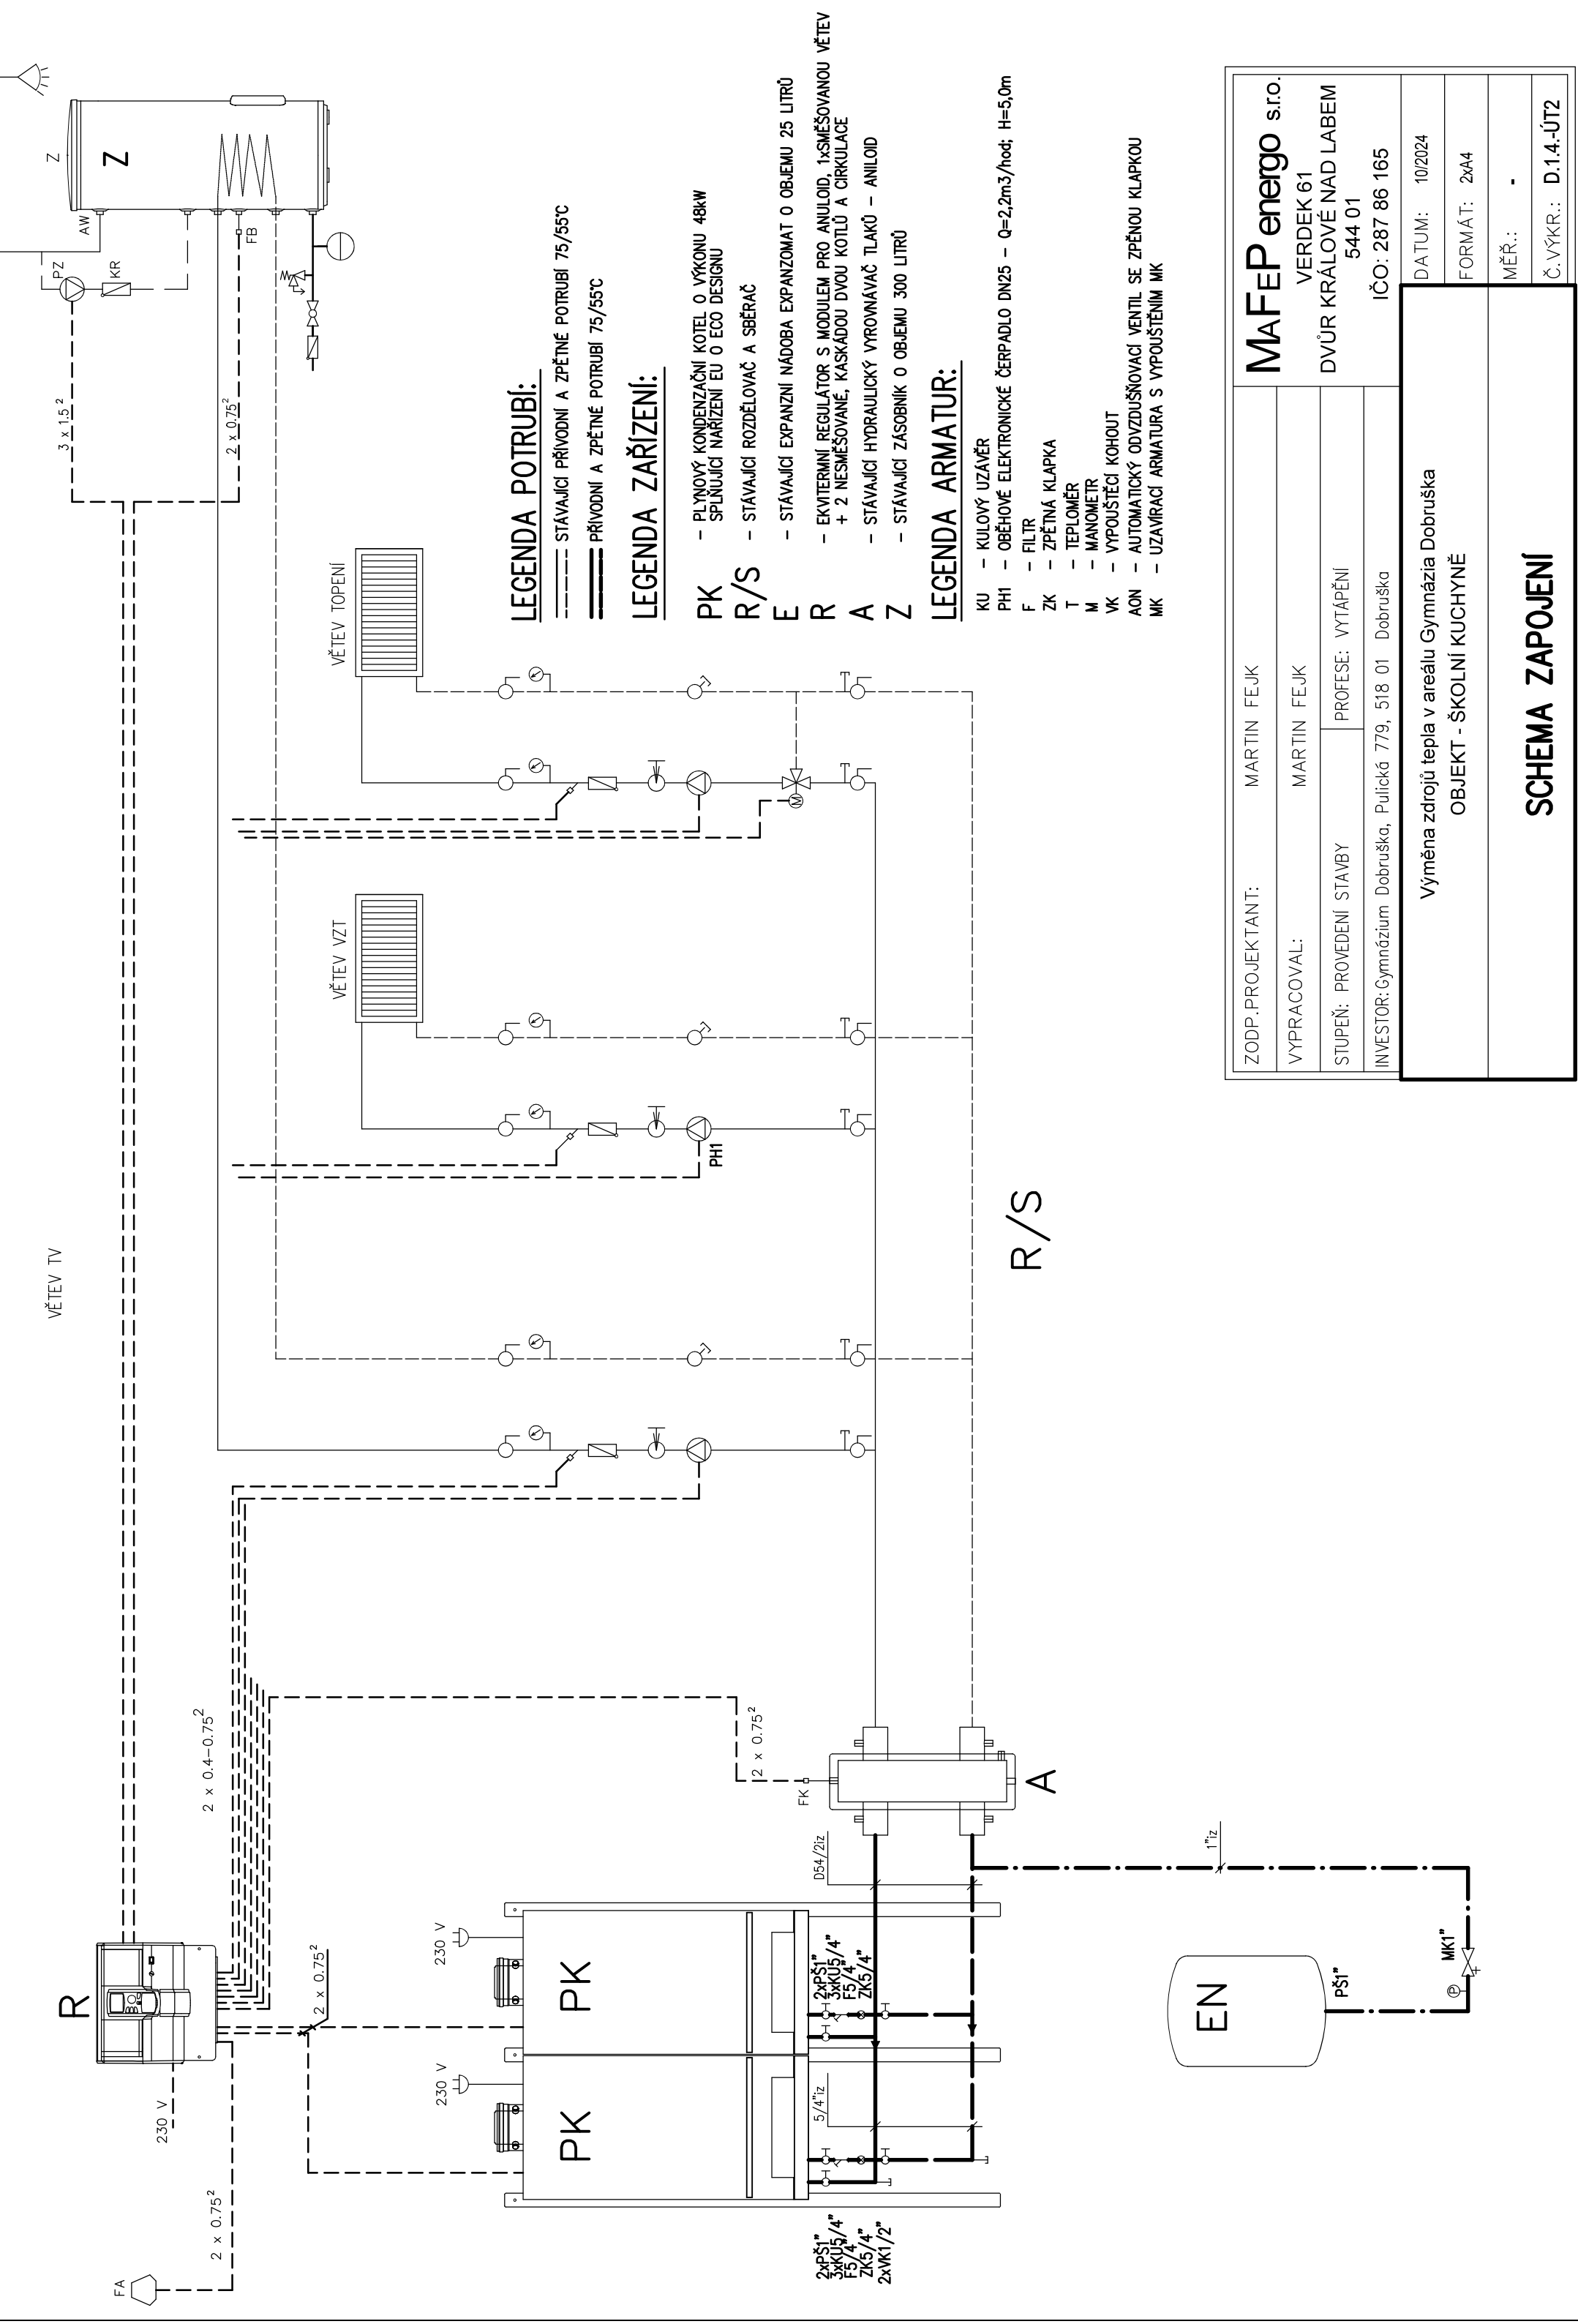 VĚTEV TV
R
230 V
FA
2 x 0.75²
2 x 0.75²
2 x 0.4-0.75²
3 x 1.5²
2 x 0.75²
PZ
KR
AW
FB
Z
Z
VĚTEV VZT
VĚTEV TOPENÍ
M
PH1
R/S
230 V
230 V
PK
PK
2xPŠ1"
3xKU5/4"
F5/4"
ZK5/4"
2xVK1/2"
5/4"iz
2xPŠ1"
3xKU5/4"
F5/4"
ZK5/4"
D54/2iz
FK
2 x 0.75²
A
EN
PŠ1"
P
MK1"
1"iz
LEGENDA POTRUBÍ:
STÁVAJÍCÍ PŘÍVODNÍ A ZPĚTNÉ POTRUBÍ 75/55°C
PŘÍVODNÍ A ZPĚTNÉ POTRUBÍ 75/55°C
LEGENDA ZAŘÍZENÍ:
PK – PLYNOVÝ KONDENZAČNÍ KOTEL O VÝKONU 48kW
SPLŇUJÍCÍ NAŘÍZENÍ EU O ECO DESIGNU
R/S – STÁVAJÍCÍ ROZDĚLOVAČ A SBĚRAČ
E – STÁVAJÍCÍ EXPANZNÍ NÁDOBA EXPANZOMAT O OBJEMU 25 LITRŮ
R – EKVITERMNÍ REGULÁTOR S MODULEM PRO ANULOID, 1xSMĚŠOVANOU VĚTEV
+ 2 NESMĚŠOVANÉ, KASKÁDOU DVOU KOTLŮ A CIRKULACE
A – STÁVAJÍCÍ HYDRAULICKÝ VYROVNÁVAČ TLAKŮ – ANILOID
Z – STÁVAJÍCÍ ZÁSOBNÍK O OBJEMU 300 LITRŮ
LEGENDA ARMATUR:
KU – KULOVÝ UZÁVĚR
PH1 – OBĚHOVÉ ELEKTRONICKÉ ČERPADLO DN25 – Q=2,2m3/hod; H=5,0m
F – FILTR
ZK – ZPĚTNÁ KLAPKA
T – TEPLOMĚR
M – MANOMETR
VK – VYPOUŠTĚCÍ KOHOUT
AON – AUTOMATICKÝ ODVZDUŠŇOVACÍ VENTIL SE ZPĚNOU KLAPKOU
MK – UZAVÍRACÍ ARMATURA S VYPOUŠTĚNÍM MK
ZODP.PROJEKTANT: MARTIN FEJK
VYPRACOVAL: MARTIN FEJK
STUPEŇ: PROVEDENÍ STAVBY PROFESE: VYTÁPĚNÍ
INVESTOR: Gymnázium Dobruška, Pulická 779, 518 01 Dobruška
MAFEP energo s.r.o.
VERDEK 61
DVŮR KRÁLOVÉ NAD LABEM
544 01
IČO: 287 86 165
Výměna zdrojů tepla v areálu Gymnázia Dobruška
OBJEKT - ŠKOLNÍ KUCHYNĚ
SCHEMA ZAPOJENÍ
DATUM: 10/2024
FORMÁT: 2xA4
MĚŘ.: -
Č.VÝKR.: D.1.4.-ÚT2